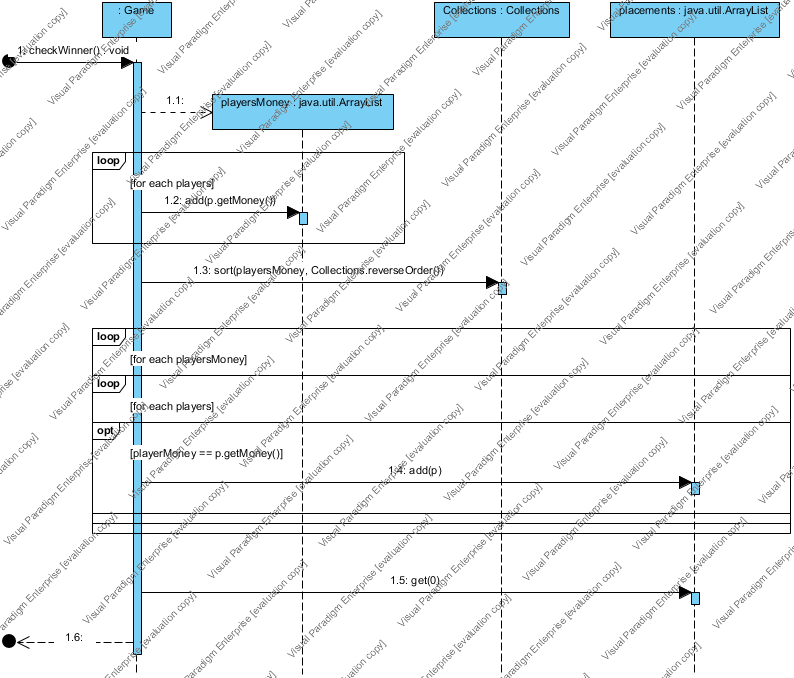 : Game
Collections : Collections
placements : java.util.ArrayList
1: checkWinner() : void
1.1:
playersMoney : java.util.ArrayList
loop
[for each players]
1.2: add(p.getMoney())
1.3: sort(playersMoney, Collections.reverseOrder())
loop
[for each playersMoney]
loop
[for each players]
opt
[playerMoney == p.getMoney()]
1.4: add(p)
1.5: get(0)
1.6:
Visual Paradigm Enterprise [evaluation copy]